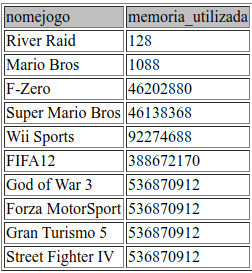 nomejogo memoria_utilizada
River Raid 128
Mario Bros 1088
F-Zero 46202880
Super Mario Bros 46138368
Wii Sports 92274688
FIFA12 388672170
God of War 3 536870912
Forza MotorSport 536870912
Gran Turismo 5 536870912
Street Fighter IV 536870912